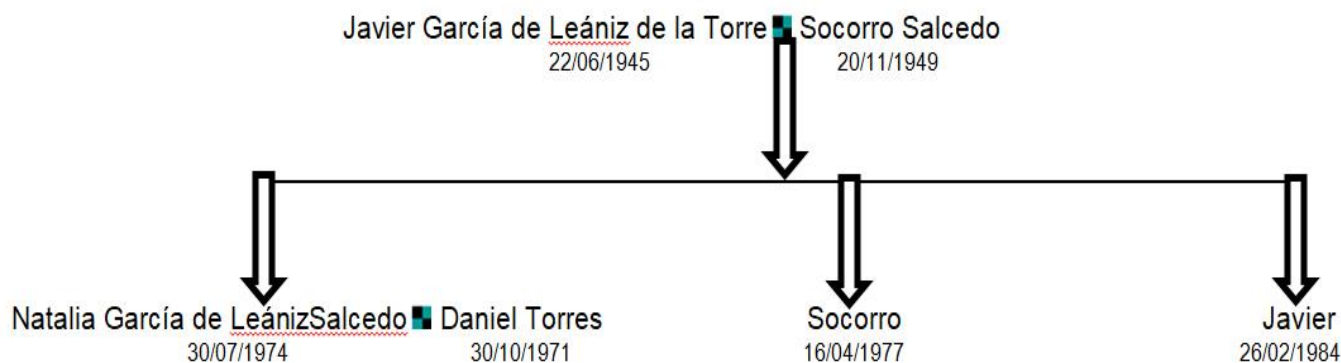 Javier García de Leániz de la Torre Socorro Salcedo
22/06/1945 20/11/1949
Natalia García de LeánizSalcedo Daniel Torres Socorro Javier
30/07/1974 30/10/1971 16/04/1977 26/02/1984